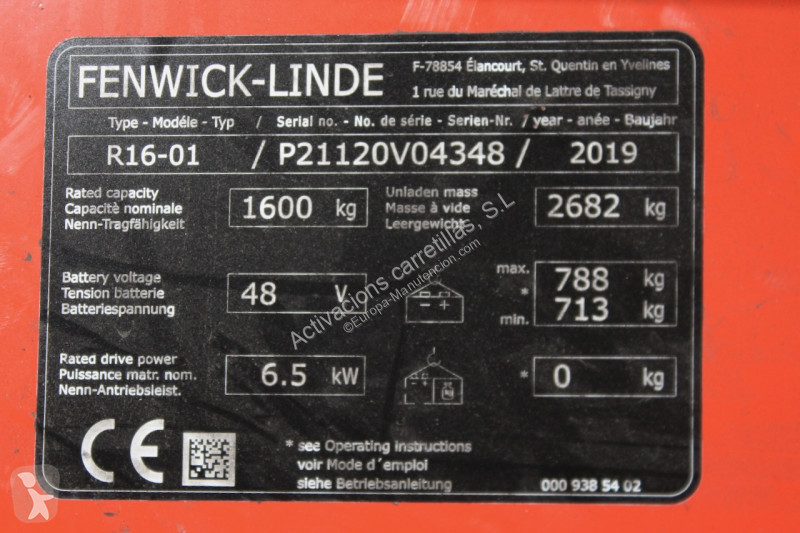 FENWICK-LINDE
F-78854 Élancourt, St. Quentin en Yvelines
1 rue du Maréchal de Lattre de Tassigny
Type - Modéle - Typ / Serial no. - No. de série - Serien-Nr. / year - anée - Baujahr
R16-01 / P21120V04348 / 2019
Rated capacity
Capacité nominale
Nenn-Tragfähigkeit
1600 kg
Unladen mass
Masse à vide
Leergewicht
2682 kg
Battery voltage
Tension batterie
Batteriespannung
48 V
max. 788 kg
*
min. 713 kg
Rated drive power
Puissance matr. nom.
Nenn-Antriebsleist.
6.5 kW
* 0 kg
CE
* see Operating instructions
voir Mode d´emploi
siehe Betriebsanleitung
000 938 54 02
Activacions carretillas, S.L
©Europa-Manutencion.com